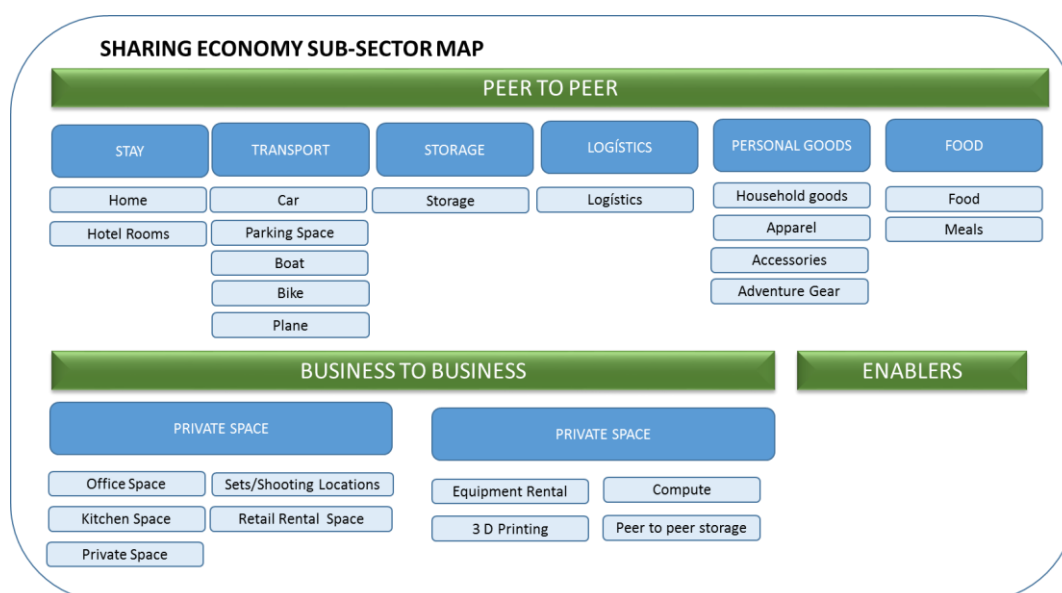 SHARING ECONOMY SUB-SECTOR MAP
PEER TO PEER
STAY
TRANSPORT
STORAGE
LOGÍSTICS
PERSONAL GOODS
FOOD
Home
Hotel Rooms
Car
Parking Space
Boat
Bike
Plane
Storage
Logístics
Household goods
Apparel
Accessories
Adventure Gear
Food
Meals
BUSINESS TO BUSINESS
ENABLERS
PRIVATE SPACE
Office Space
Kitchen Space
Private Space
Sets/Shooting Locations
Retail Rental Space
PRIVATE SPACE
Equipment Rental
3 D Printing
Compute
Peer to peer storage